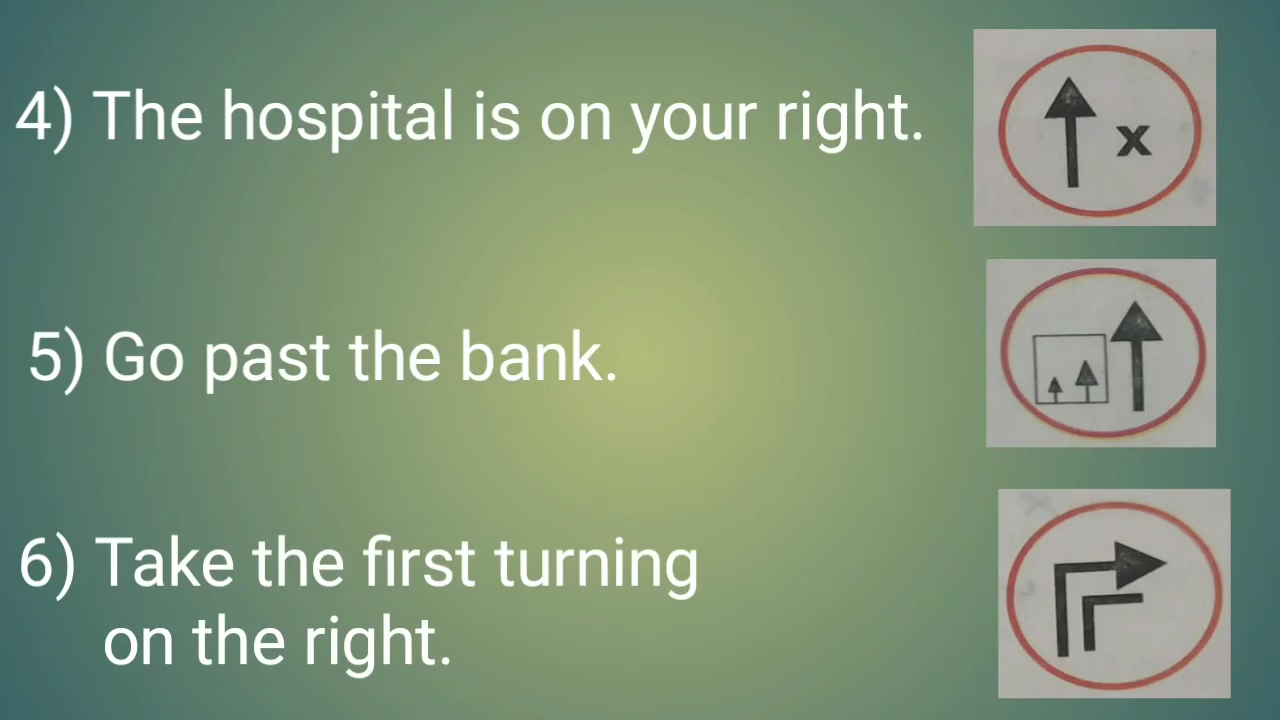 4) The hospital is on your right.
x
5) Go past the bank.
6) Take the first turning
on the right.